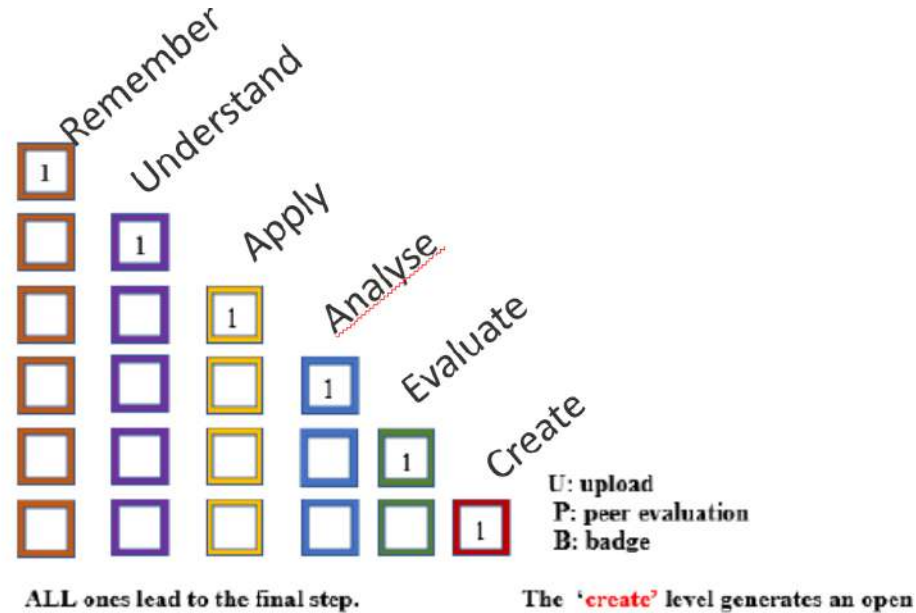 Remember
Understand
Apply
Analyse
Evaluate
Create
1
1
1
1
1
1
U: upload
P: peer evaluation
B: badge
ALL ones lead to the final step.
The ‘create’ level generates an open